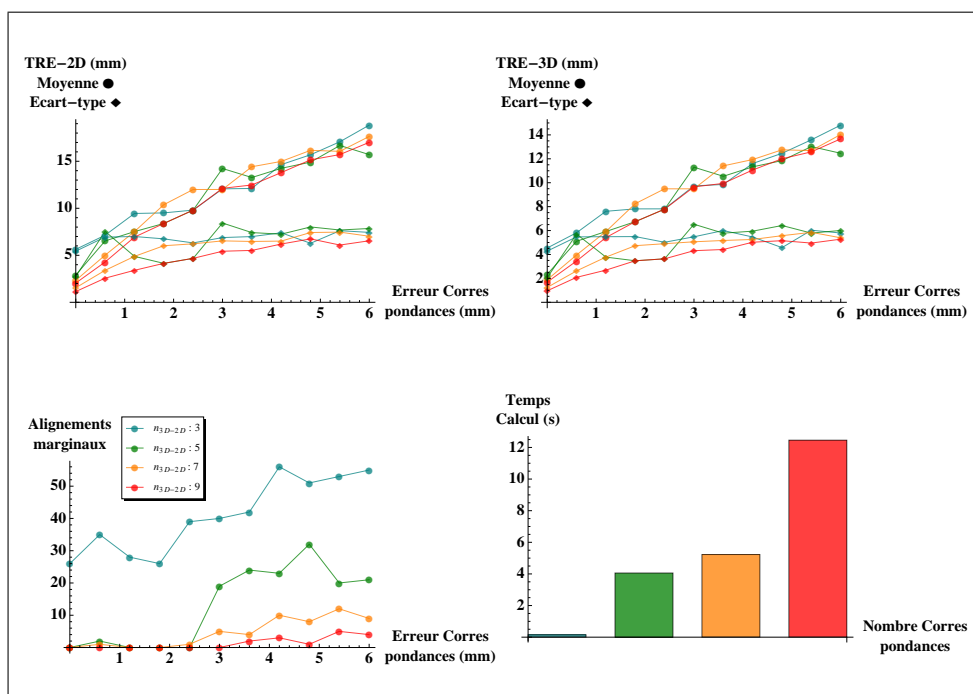 TRE−2D (mm)
Moyenne
Ecart−type
15
10
5
1 2 3 4 5 6
Erreur Corres
pondances (mm)
TRE−3D (mm)
Moyenne
Ecart−type
14
12
10
8
6
4
2
1 2 3 4 5 6
Erreur Corres
pondances (mm)
Alignements
marginaux
n3D−2D : 3
n3D−2D : 5
n3D−2D : 7
n3D−2D : 9
50
40
30
20
10
0
1 2 3 4 5 6
Erreur Corres
pondances (mm)
Temps
Calcul (s)
12
10
8
6
4
2
Nombre Corres
pondances